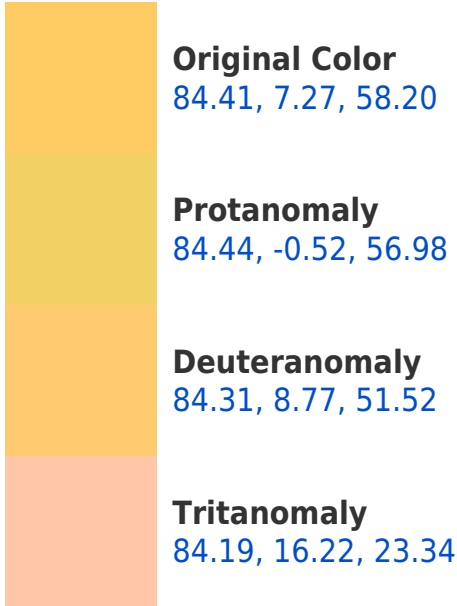 Original Color
84.41, 7.27, 58.20
Protanomaly
84.44, -0.52, 56.98
Deuteranomaly
84.31, 8.77, 51.52
Tritanomaly
84.19, 16.22, 23.34